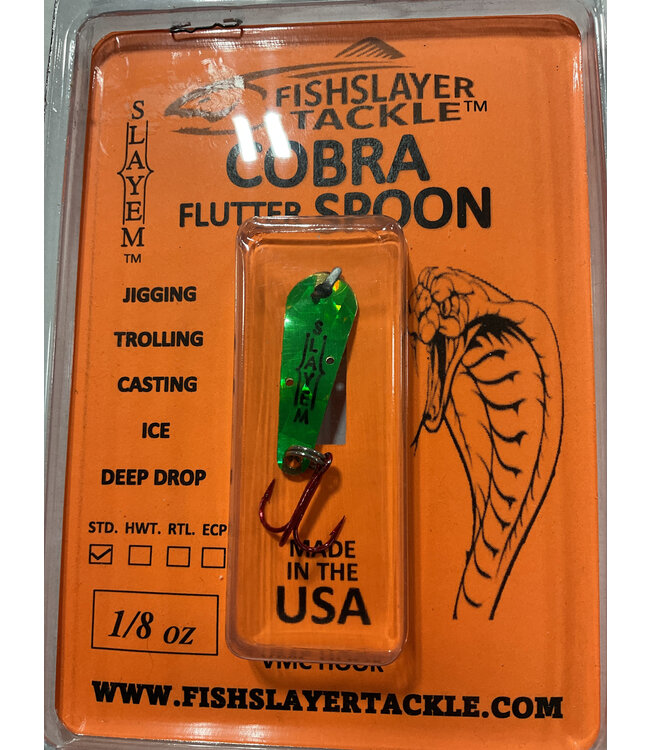 FISHSLAYER
TACKLE™
COBRA
FLUTTER SPOON
SLAYEM™
JIGGING
TROLLING
CASTING
ICE
DEEP DROP
STD. HWT. RTL. ECP
1/8 oz
SLAYEM
MADE
IN THE
USA
VMC HOOK
WWW.FISHSLAYERTACKLE.COM